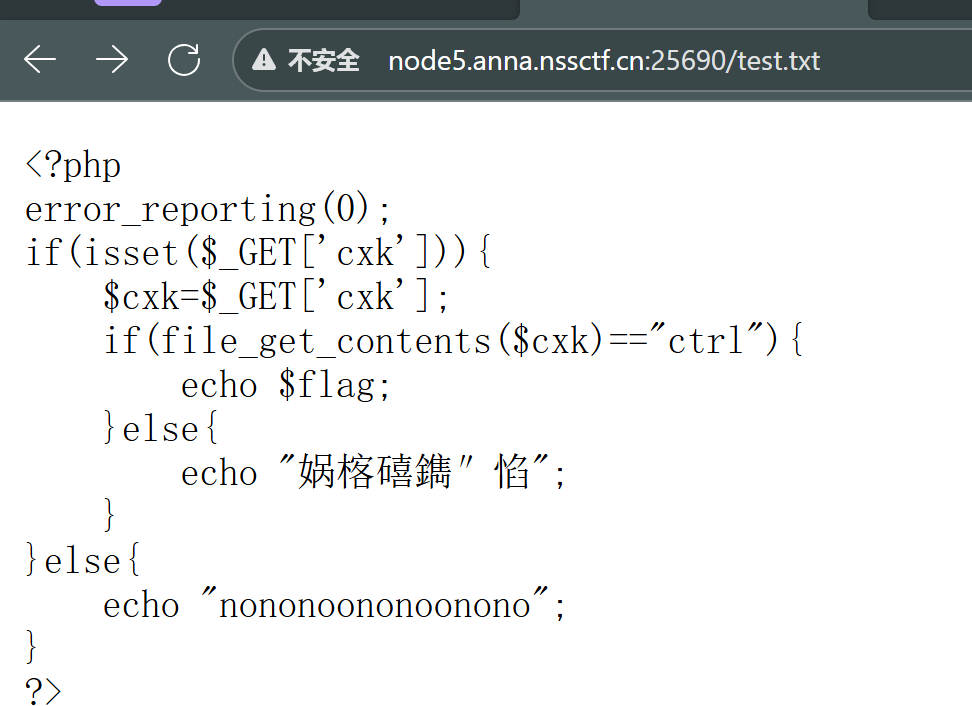 不安全 node5.anna.nssctf.cn:25690/test.txt
<?php
error_reporting(0);
if(isset($_GET['cxk'])){
    $cxk=$_GET['cxk'];
    if(file_get_contents($cxk)=="ctrl"){
        echo $flag;
    }else{
        echo "娲楁礂鐫″惂";
    }
}else{
    echo "nononoononoonono";
}
?>